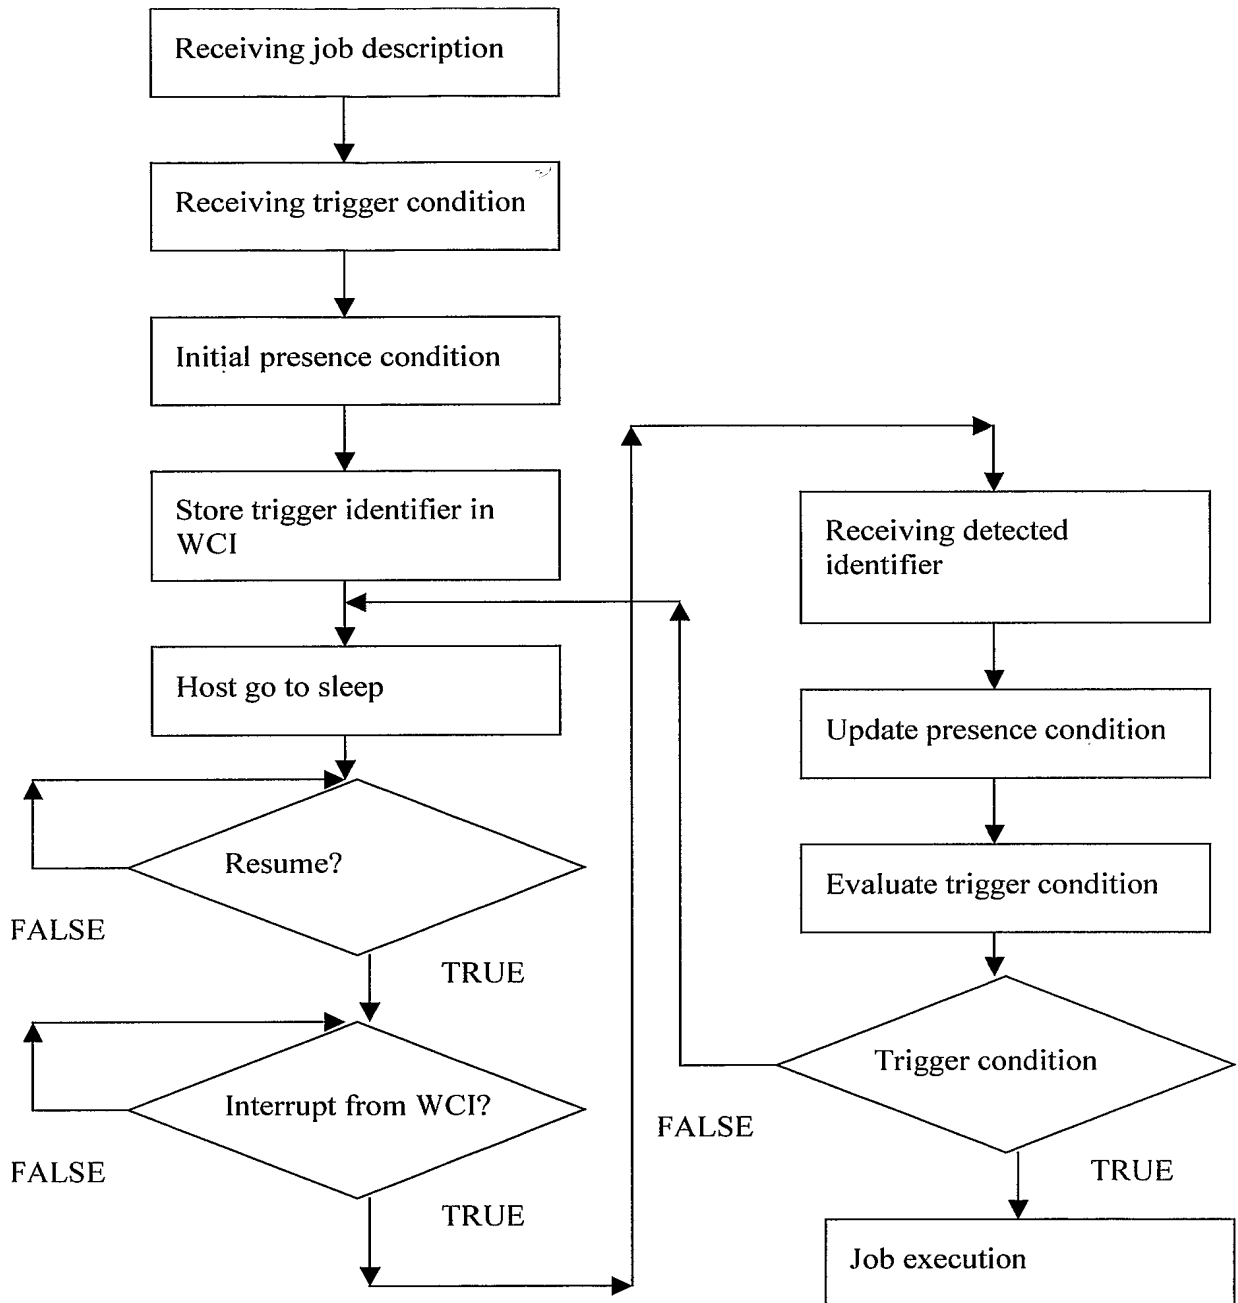 Receiving job description
Receiving trigger condition
Initial presence condition
Store trigger identifier in
WCI
Host go to sleep
Resume?
FALSE
TRUE
Interrupt from WCI?
FALSE
TRUE
Receiving detected
identifier
Update presence condition
Evaluate trigger condition
Trigger condition
FALSE
TRUE
Job execution